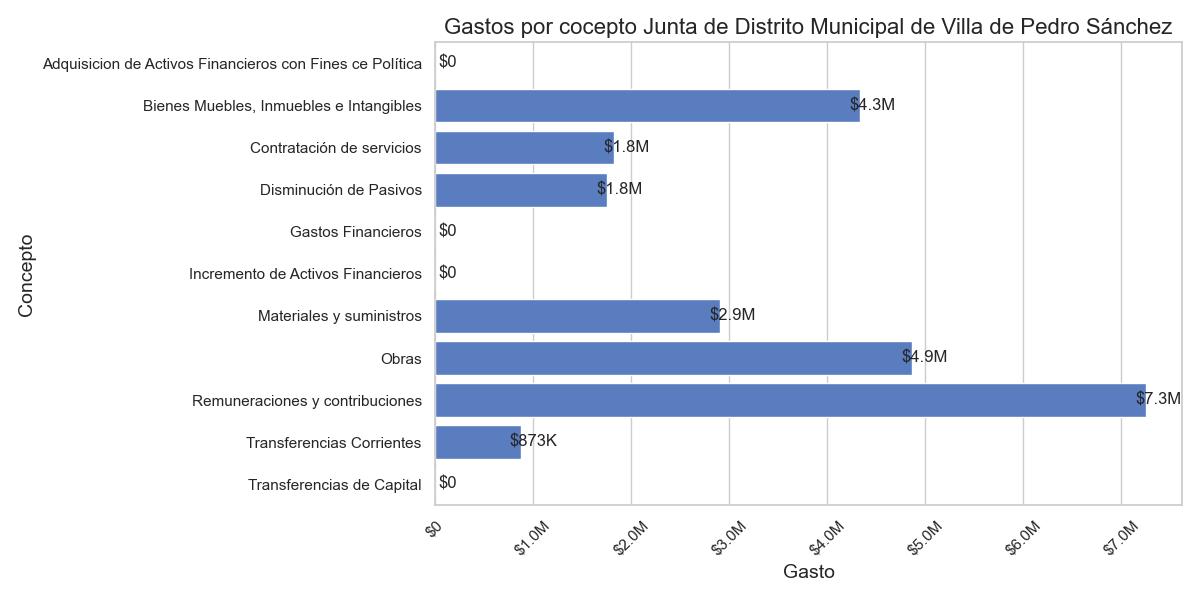 Gastos por cocepto Junta de Distrito Municipal de Villa de Pedro Sánchez
Concepto
Adquisicion de Activos Financieros con Fines ce Política $0
Bienes Muebles, Inmuebles e Intangibles $4.3M
Contratación de servicios $1.8M
Disminución de Pasivos $1.8M
Gastos Financieros $0
Incremento de Activos Financieros $0
Materiales y suministros $2.9M
Obras $4.9M
Remuneraciones y contribuciones $7.3M
Transferencias Corrientes $873K
Transferencias de Capital $0
$0 $1.0M $2.0M $3.0M $4.0M $5.0M $6.0M $7.0M
Gasto